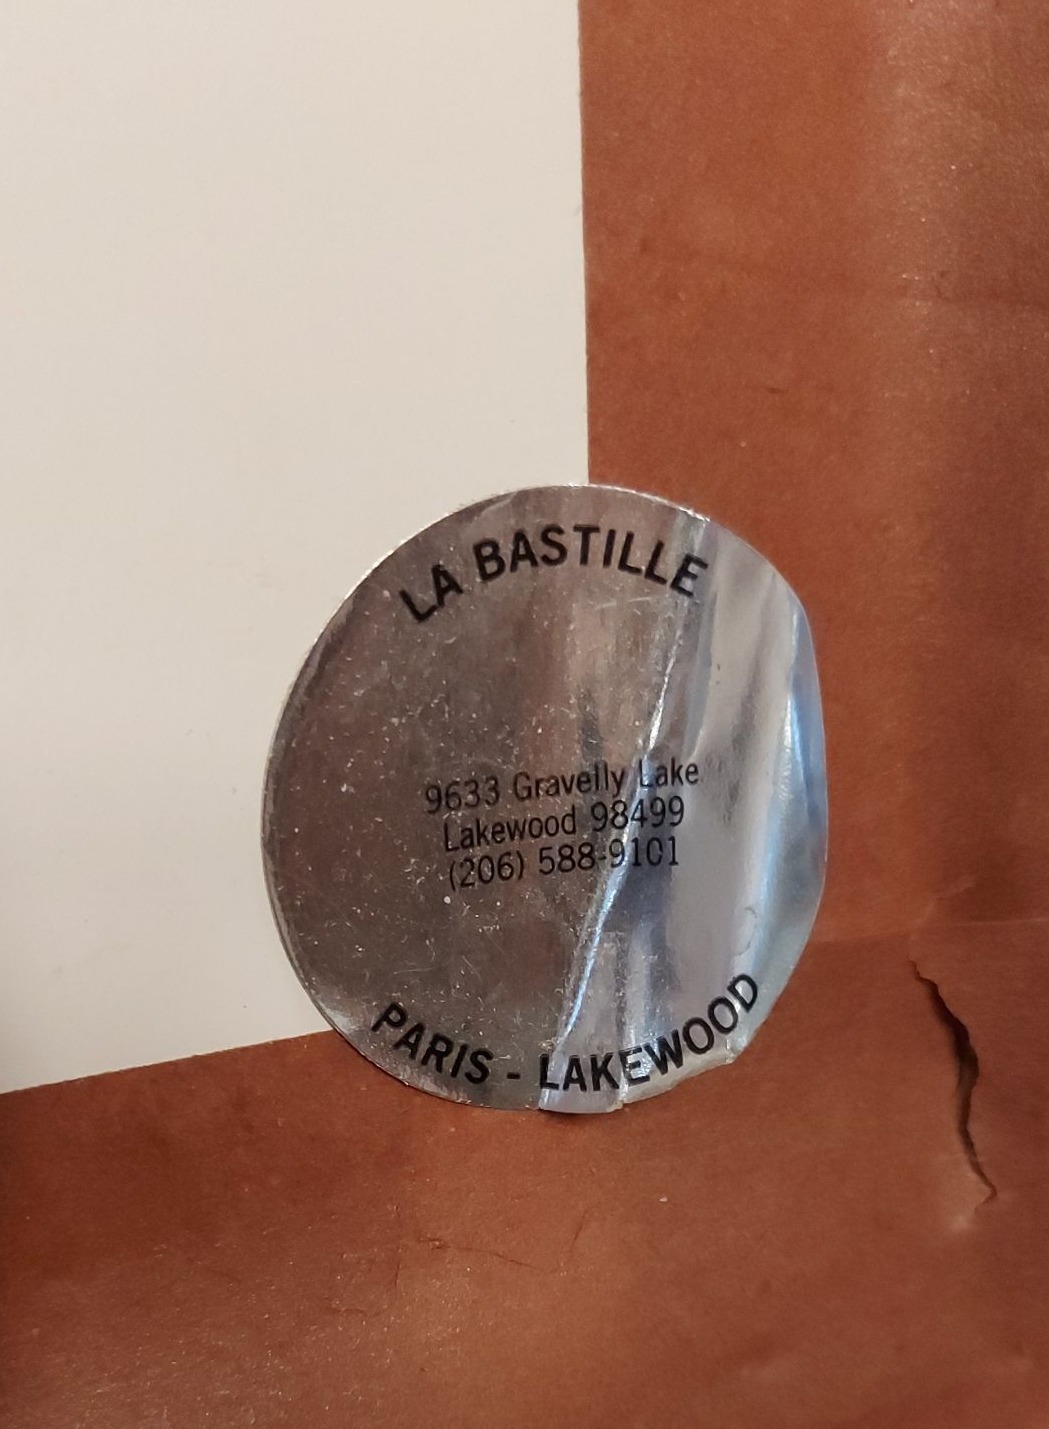 LA BASTILLE
9633 Gravelly Lake
Lakewood 98499
(206) 588-9101
PARIS - LAKEWOOD